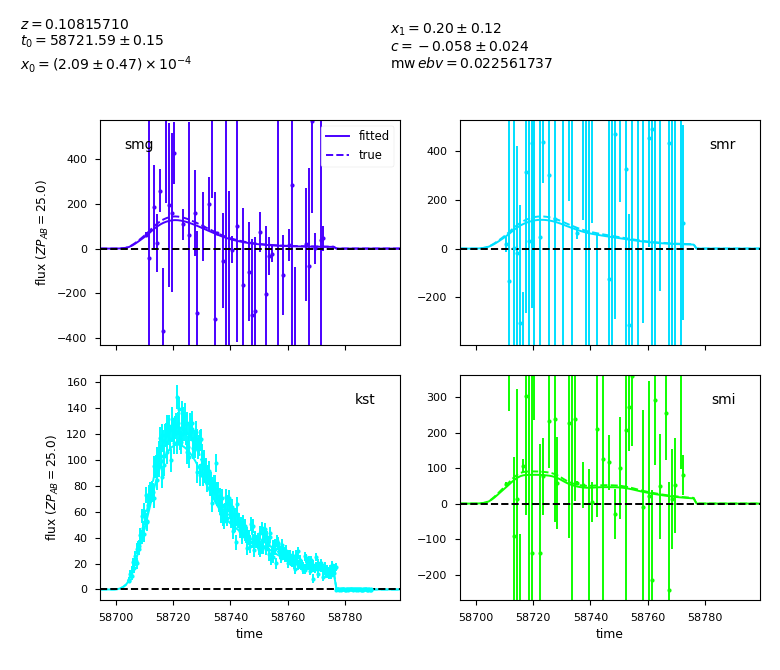 z = 0.10815710
t₀ = 58721.59 ± 0.15
x₀ = (2.09 ± 0.47) × 10⁻⁴
x₁ = 0.20 ± 0.12
c = −0.058 ± 0.024
mw ebv = 0.022561737
smg
fitted
true
400
200
0
−200
−400
flux (ZP_AB = 25.0)
smr
400
200
0
−200
kst
160
140
120
100
80
60
40
20
0
flux (ZP_AB = 25.0)
58700 58720 58740 58760 58780
time
smi
300
200
100
0
−100
−200
58700 58720 58740 58760 58780
time